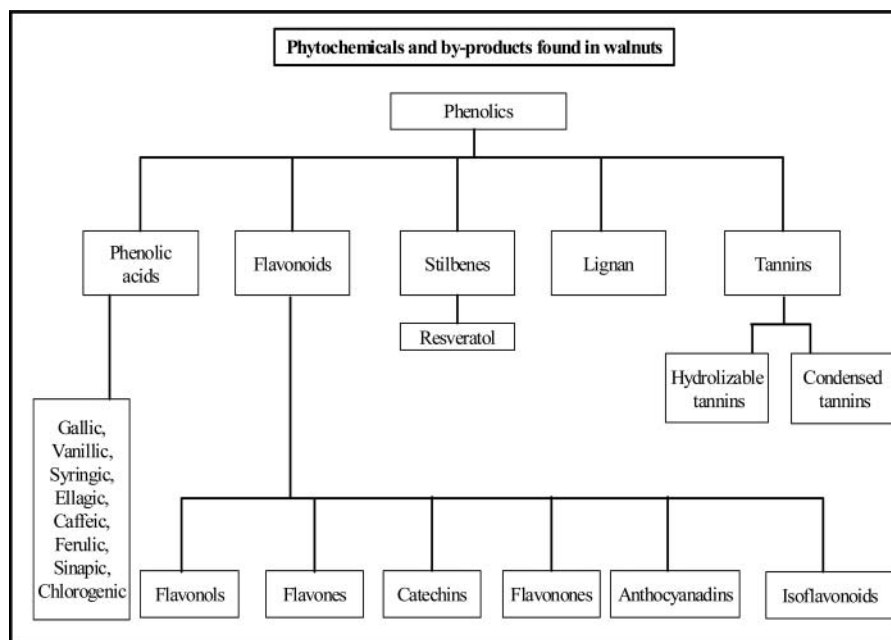 Phytochemicals and by-products found in walnuts
Phenolics
Phenolic
acids
Flavonoids
Stilbenes
Lignan
Tannins
Resveratol
Hydrolizable
tannins
Condensed
tannins
Gallic,
Vanillic,
Syringic,
Ellagic,
Caffeic,
Ferulic,
Sinapic,
Chlorogenic
Flavonols
Flavones
Catechins
Flavonones
Anthocyanadins
Isoflavonoids